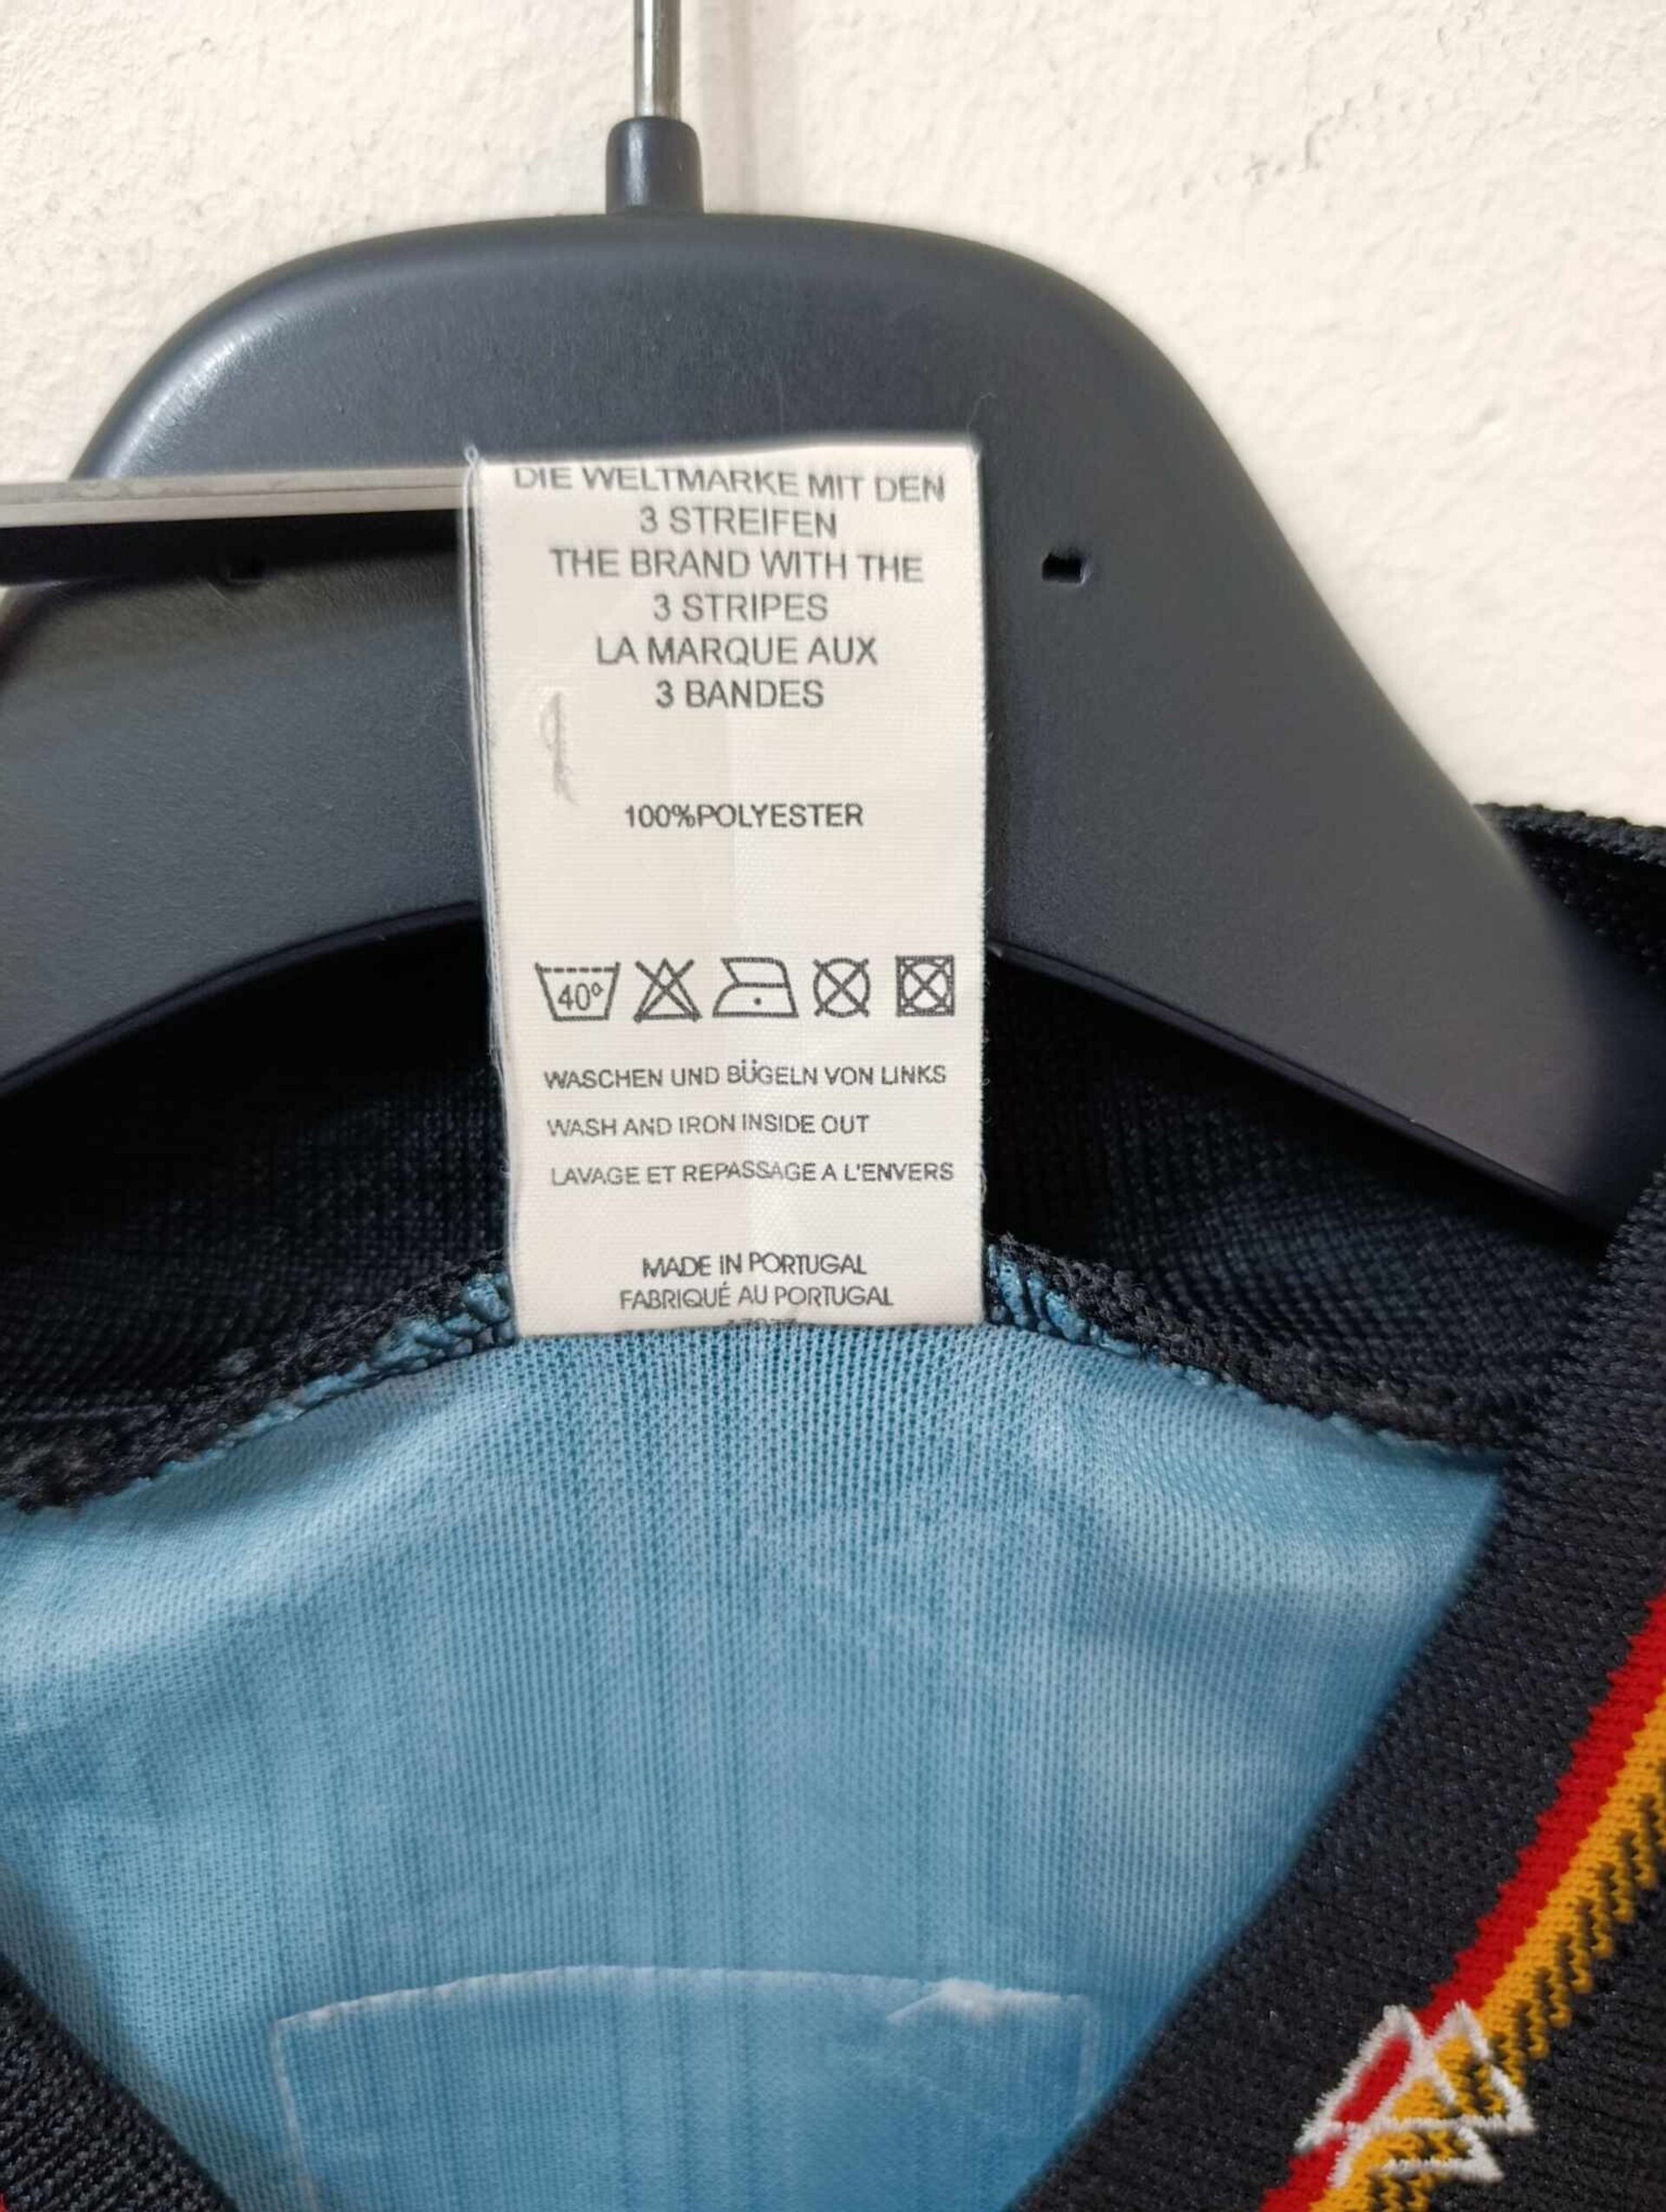 DIE WELTMARKE MIT DEN
3 STREIFEN
THE BRAND WITH THE
3 STRIPES
LA MARQUE AUX
3 BANDES
100%POLYESTER
40°
WASCHEN UND BÜGELN VON LINKS
WASH AND IRON INSIDE OUT
LAVAGE ET REPASSAGE A L'ENVERS
MADE IN PORTUGAL
FABRIQUÉ AU PORTUGAL